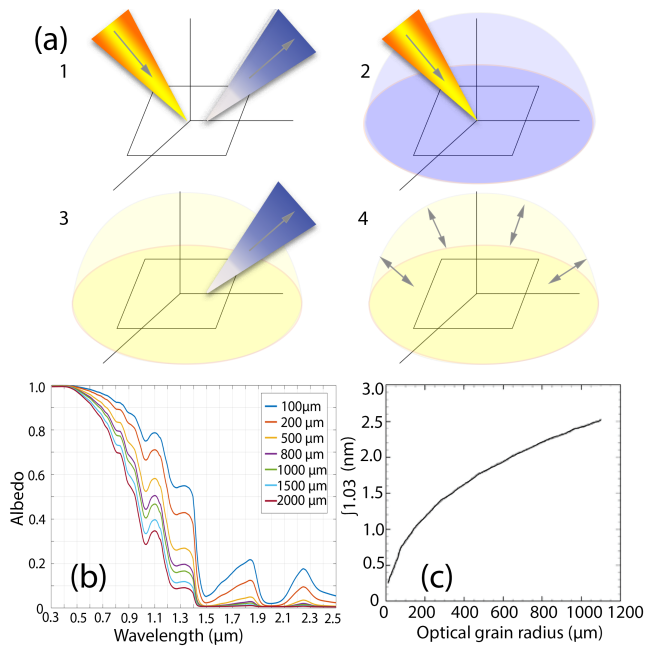 (a)
1
2
3
4
1.0
0.8
0.6
0.4
0.2
0
Albedo
100µm
200 µm
500 µm
800 µm
1000 µm
1500 µm
2000 µm
(b)
0.3 0.5 0.7 0.9 1.1 1.3 1.5 1.7 1.9 2.1 2.3 2.5
Wavelength (µm)
3.0
2.5
2.0
1.5
1.0
0.5
0
∫1.03 (nm)
(c)
0 200 400 600 800 1000 1200
Optical grain radius (µm)